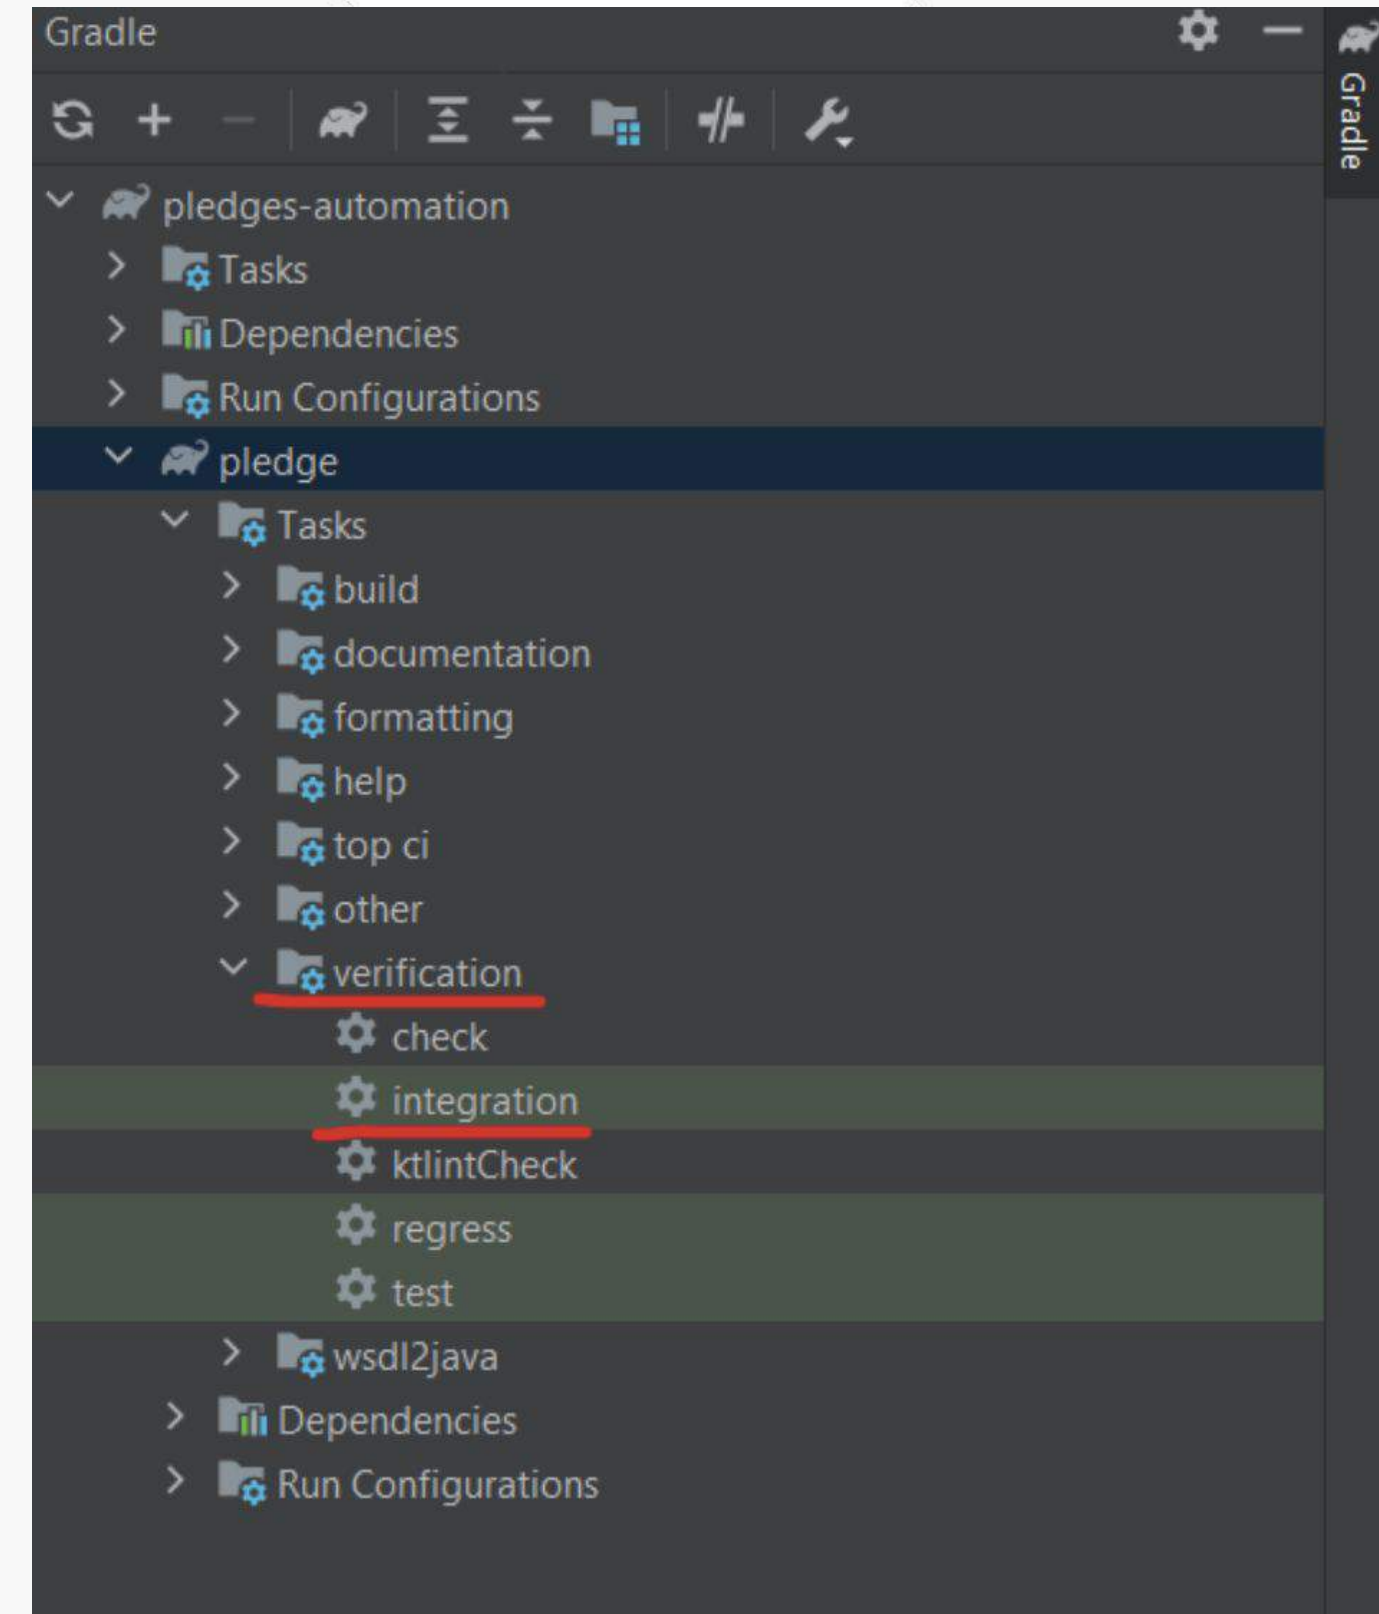 Gradle
Gradle
pledges-automation
Tasks
Dependencies
Run Configurations
pledge
Tasks
build
documentation
formatting
help
top ci
other
verification
check
integration
ktlintCheck
regress
test
wsdl2java
Dependencies
Run Configurations